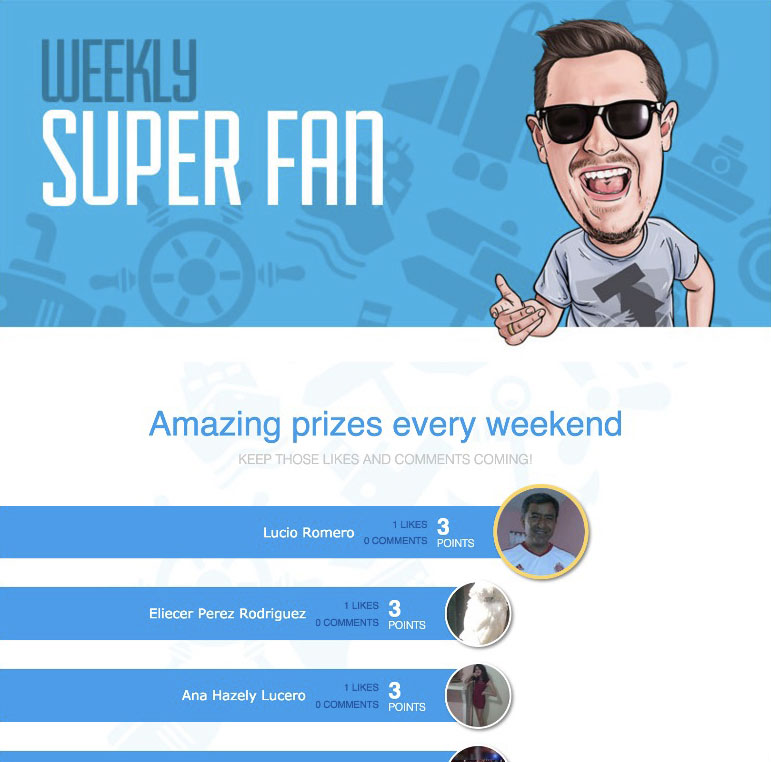 WEEKLY
SUPER FAN
Amazing prizes every weekend
KEEP THOSE LIKES AND COMMENTS COMING!
Lucio Romero 1 LIKES 3
0 COMMENTS POINTS
Eliecer Perez Rodriguez 1 LIKES 3
0 COMMENTS POINTS
Ana Hazely Lucero 1 LIKES 3
0 COMMENTS POINTS